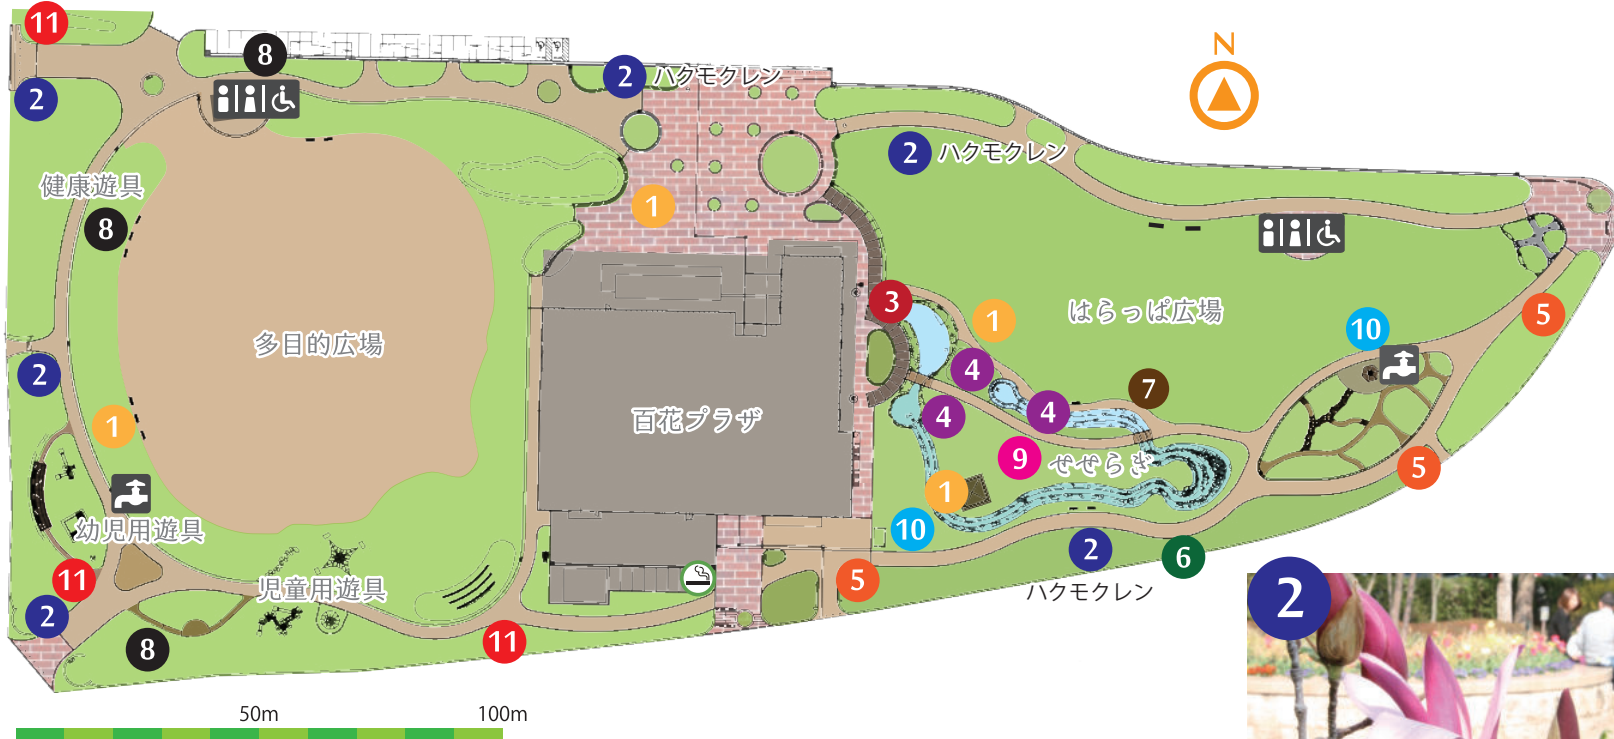 11
8
N
2
ハクモクレン
2
2
ハクモクレン
健康遊具
1
8
3
1
はらっぱ広場
10
5
多目的広場
2
4
7
1
百花プラザ
4
4
9
せせらぎ
5
1
幼児用遊具
10
2
6
11
児童用遊具
5
ハクモクレン
2
2
8
11
50m
100m